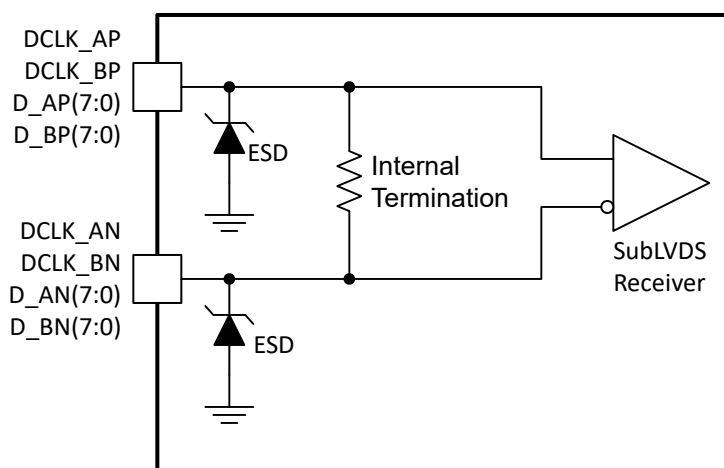 DCLK_AP
DCLK_BP
D_AP(7:0)
D_BP(7:0)
ESD
Internal
Termination
DCLK_AN
DCLK_BN
D_AN(7:0)
D_BN(7:0)
ESD
SubLVDS
Receiver